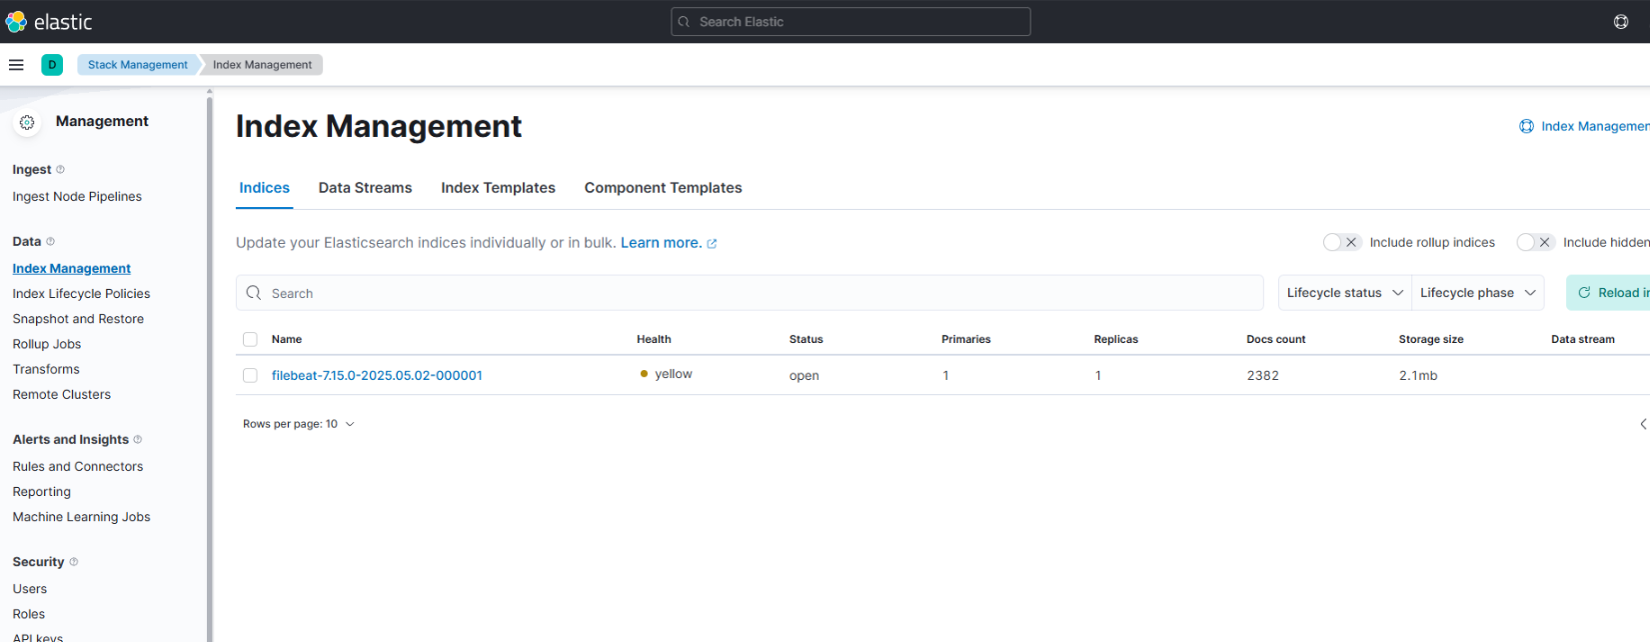 elastic
Search Elastic
D
Stack Management
Index Management
Management
Ingest
Ingest Node Pipelines
Data
Index Management
Index Lifecycle Policies
Snapshot and Restore
Rollup Jobs
Transforms
Remote Clusters
Alerts and Insights
Rules and Connectors
Reporting
Machine Learning Jobs
Security
Users
Roles
API keys
Index Management
Index Managemen
Indices Data Streams Index Templates Component Templates
Update your Elasticsearch indices individually or in bulk. Learn more.
Include rollup indices
Include hidden
Search
Lifecycle status
Lifecycle phase
Reload in
Name Health Status Primaries Replicas Docs count Storage size Data stream
filebeat-7.15.0-2025.05.02-000001 yellow open 1 1 2382 2.1mb
Rows per page: 10